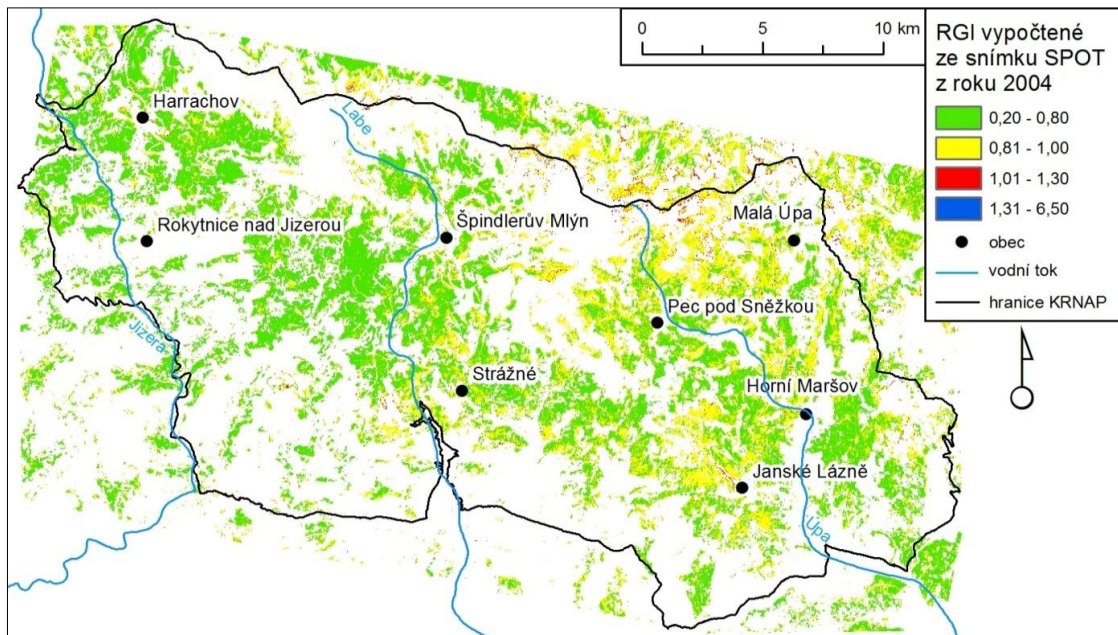 0 5 10 km
RGI vypočtené
ze snímku SPOT
z roku 2004
0,20 - 0,80
0,81 - 1,00
1,01 - 1,30
1,31 - 6,50
obec
vodní tok
hranice KRNAP
Harrachov
Labe
Rokytnice nad Jizerou
Špindlerův Mlýn
Malá Úpa
Pec pod Sněžkou
Jizera
Strážné
Horní Maršov
Janské Lázně
Úpa